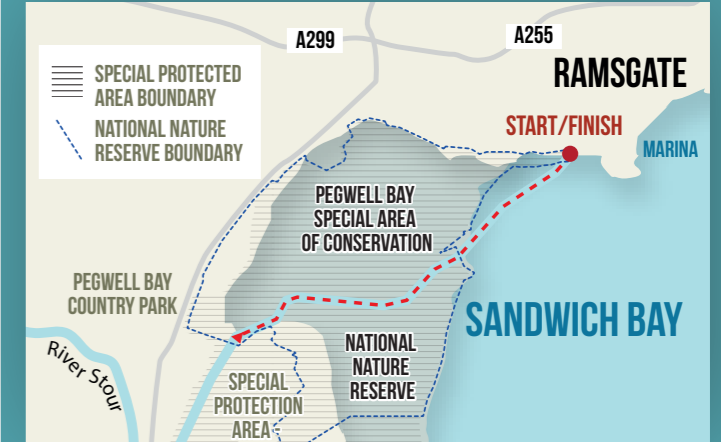 A299
A255
SPECIAL PROTECTED
AREA BOUNDARY
NATIONAL NATURE
RESERVE BOUNDARY
RAMSGATE
START/FINISH
MARINA
PEGWELL BAY
SPECIAL AREA
OF CONSERVATION
PEGWELL BAY
COUNTRY PARK
SANDWICH BAY
River Stour
NATIONAL
NATURE
RESERVE
SPECIAL
PROTECTION
AREA